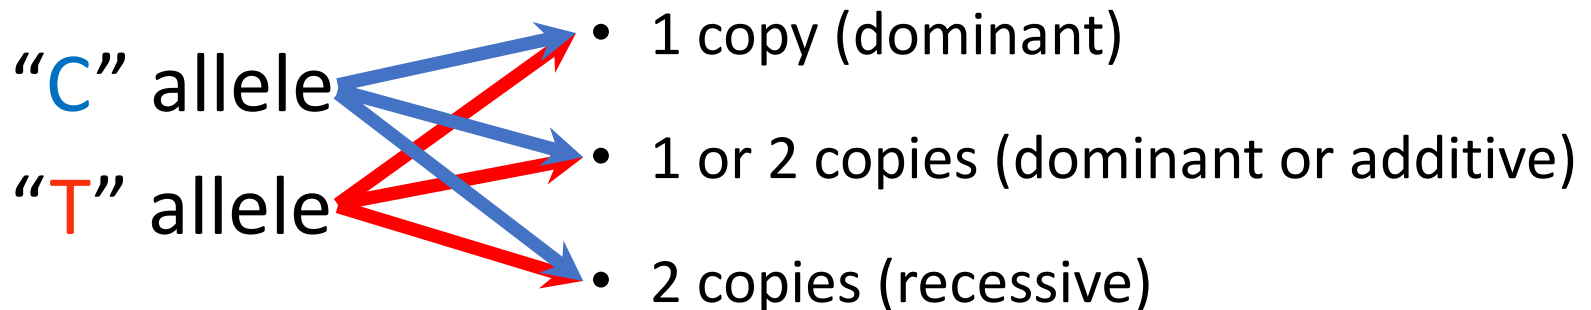 “C” allele
“T” allele
• 1 copy (dominant)
• 1 or 2 copies (dominant or additive)
• 2 copies (recessive)